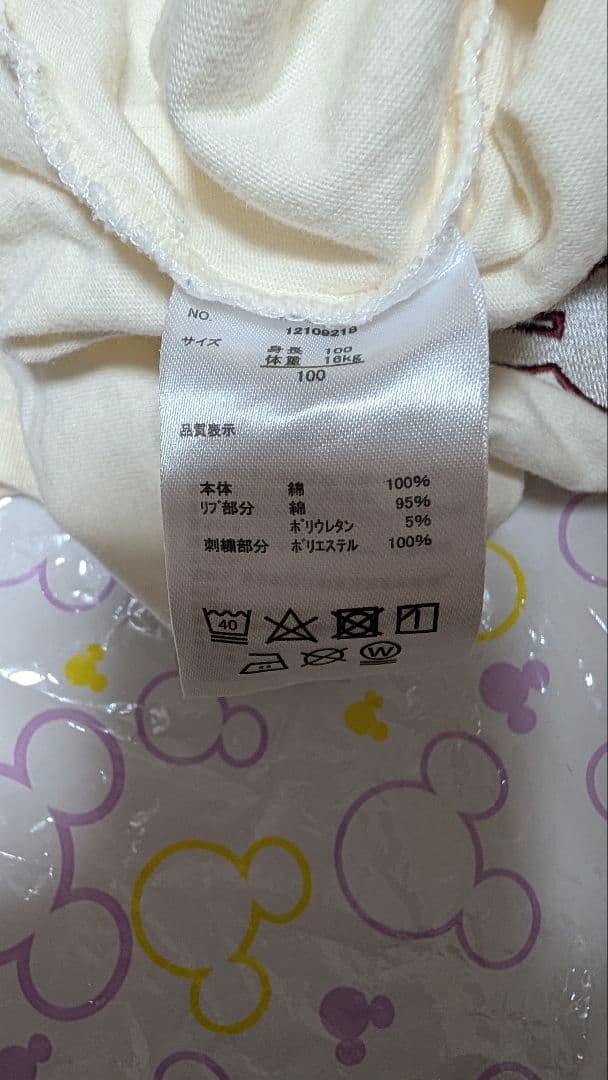 NO.
12109219
サイズ
身長 100
体重 16kg
100
品質表示
本体 綿 100%
リブ部分 綿 95%
ポリウレタン 5%
刺繍部分 ポリエステル 100%
40
W